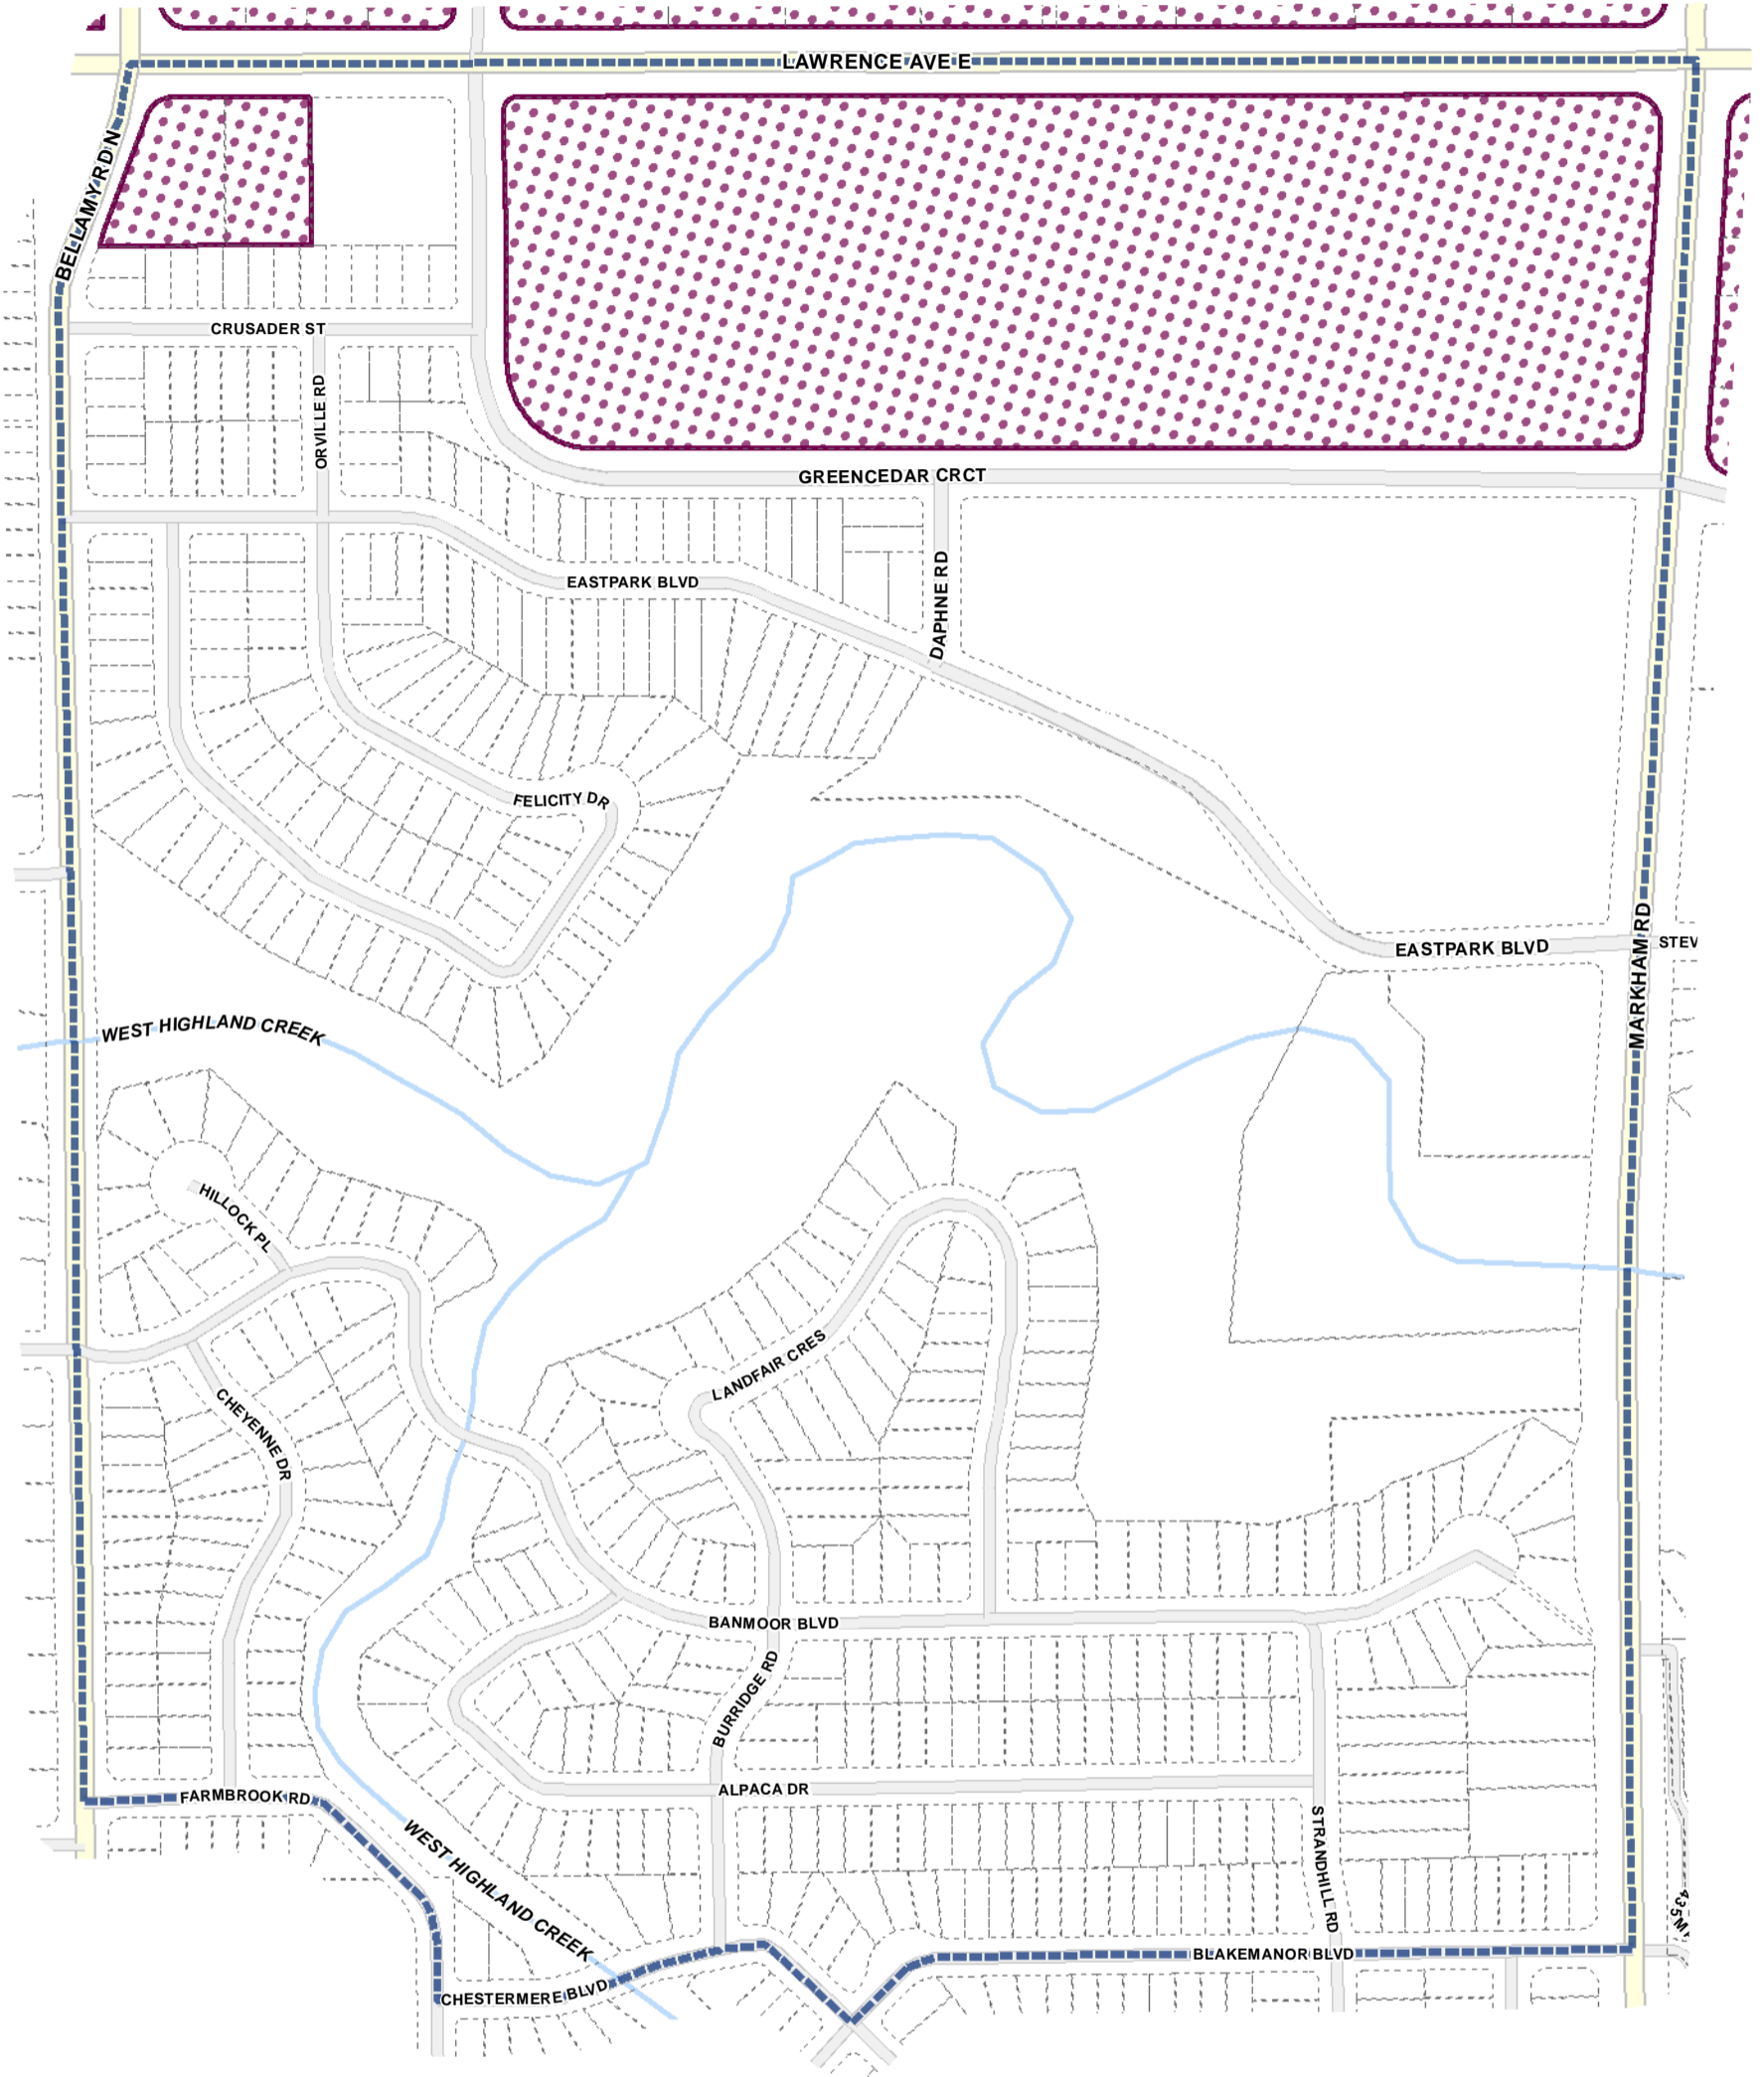 LAWRENCE AVE E
BELLAMY RD N
CRUSADER ST
ORVILLE RD
GREENCEDAR CRCT
EASTPARK BLVD
DAPHNE RD
FELICITY DR
EASTPARK BLVD
STEV
MARKHAM RD
WEST HIGHLAND CREEK
HILLOCK PL
LANDFAIR CRES
CHEYENNE DR
BANMOOR BLVD
BURRIDGE RD
ALPACA DR
FARMBROOK RD
STRANDHILL RD
WEST HIGHLAND CREEK
BLAKEMANOR BLVD
CHESTERMERE BLVD